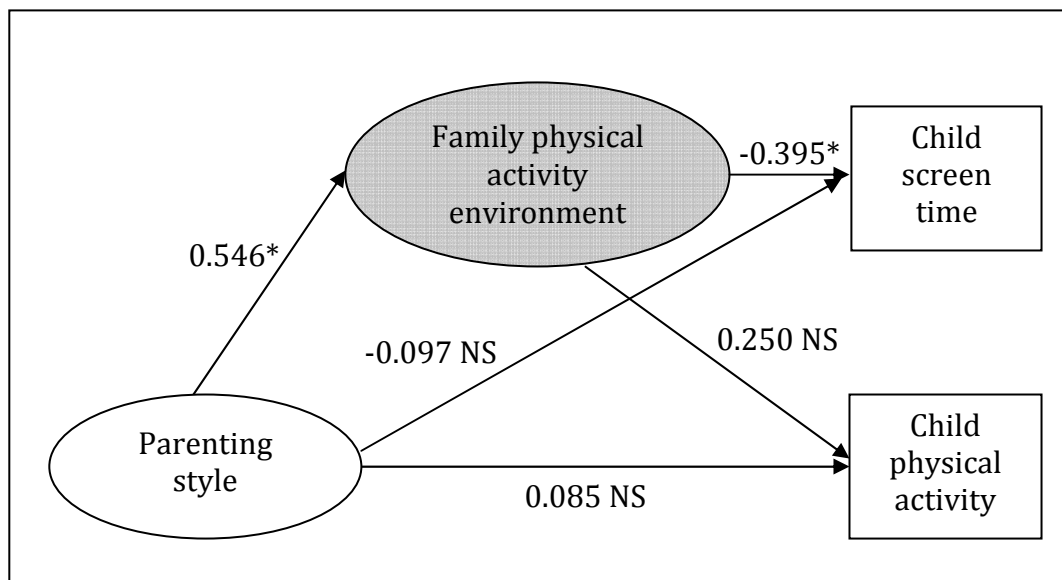 Family physical
activity
environment
-0.395*
Child
screen
time
0.546*
-0.097 NS
0.250 NS
Parenting
style
0.085 NS
Child
physical
activity